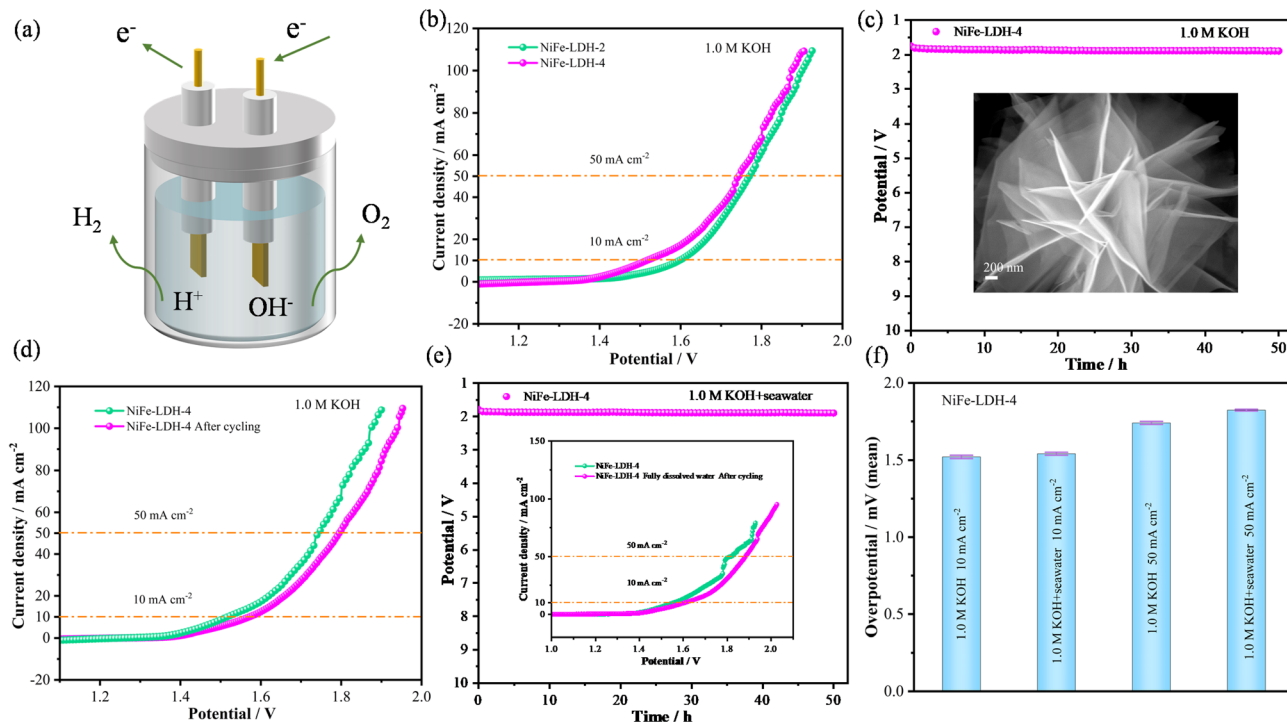 (a)
e⁻
e⁻
H₂
O₂
H⁺
OH⁻
(b)
NiFe-LDH-2
NiFe-LDH-4
1.0 M KOH
50 mA cm⁻²
10 mA cm⁻²
Current density / mA cm⁻²
120
100
80
60
50
40
20
10
0
-20
1.2
1.4
1.6
1.8
2.0
Potential / V
(c)
NiFe-LDH-4
1.0 M KOH
200 nm
Potential / V
1
2
3
4
5
6
7
8
9
10
0
10
20
30
40
50
Time / h
(d)
NiFe-LDH-4
NiFe-LDH-4 After cycling
1.0 M KOH
50 mA cm⁻²
10 mA cm⁻²
Current density / mA cm⁻²
120
100
80
60
50
40
20
10
0
-20
1.2
1.4
1.6
1.8
2.0
Potential / V
(e)
NiFe-LDH-4
1.0 M KOH+seawater
Potential / V
1
2
3
4
5
6
7
8
9
10
0
10
20
30
40
50
Time / h
NiFe-LDH-4
NiFe-LDH-4 Fully dissolved water After cycling
50 mA cm⁻²
10 mA cm⁻²
Current density / mA cm⁻²
150
100
50
10
0
1.0
1.2
1.4
1.6
1.8
2.0
Potential / V
(f)
NiFe-LDH-4
Overpotential / mV (mean)
2.0
1.5
1.0
0.5
0.0
1.0 M KOH 10 mA cm⁻²
1.0 M KOH+seawater 10 mA cm⁻²
1.0 M KOH 50 mA cm⁻²
1.0 M KOH+seawater 50 mA cm⁻²